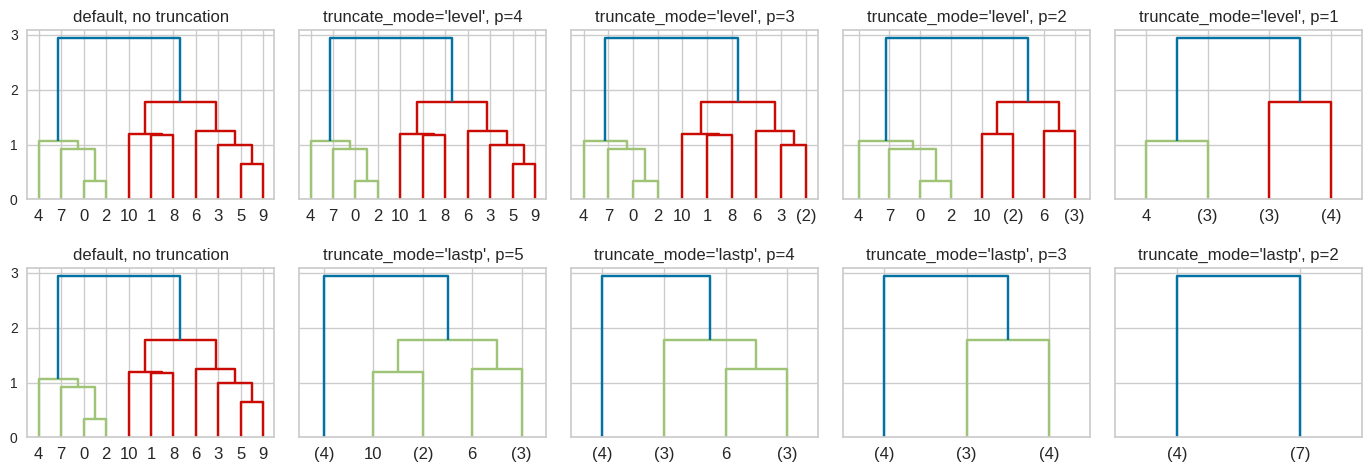 default, no truncation truncate_mode='level', p=4 truncate_mode='level', p=3 truncate_mode='level', p=2 truncate_mode='level', p=1
3
2
1
0
4 7 0 2 10 1 8 6 3 5 9 4 7 0 2 10 1 8 6 3 5 9 4 7 0 2 10 1 8 6 3 (2) 4 7 0 2 10 (2) 6 (3) 4 (3) (3) (4)
default, no truncation truncate_mode='lastp', p=5 truncate_mode='lastp', p=4 truncate_mode='lastp', p=3 truncate_mode='lastp', p=2
3
2
1
0
4 7 0 2 10 1 8 6 3 5 9 (4) 10 (2) 6 (3) (4) (3) 6 (3) (4) (3) (4) (4) (7)